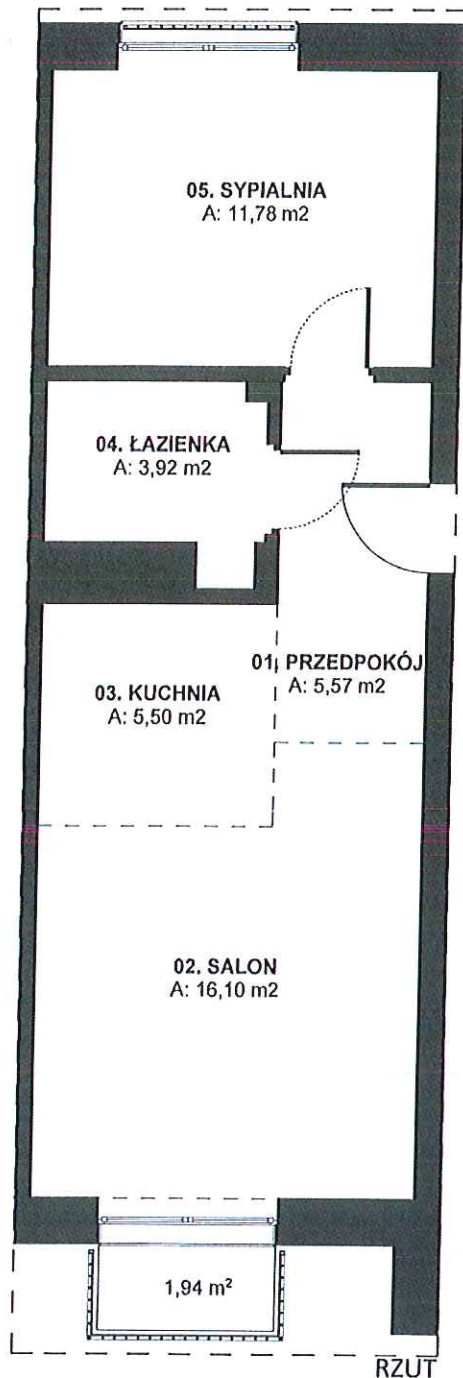 05. SYPIALNIA
A: 11,78 m2
04. ŁAZIENKA
A: 3,92 m2
01. PRZEDPOKÓJ
A: 5,57 m2
03. KUCHNIA
A: 5,50 m2
02. SALON
A: 16,10 m2
1,94 m²
RZUT